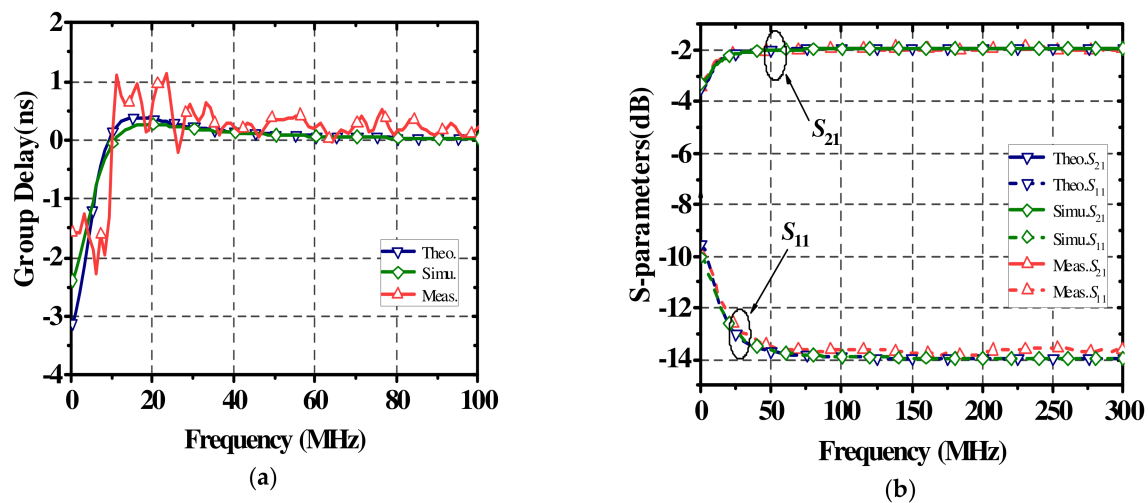 Group Delay(ns)
2
1
0
-1
-2
-3
-4
0
20
40
60
80
100
Frequency (MHz)
Theo.
Simu.
Meas.
(a)
S-parameters(dB)
-2
-4
-6
-8
-10
-12
-14
0
50
100
150
200
250
300
Frequency (MHz)
S21
S11
Theo.S21
Theo.S11
Simu.S21
Simu.S11
Meas.S21
Meas.S11
(b)